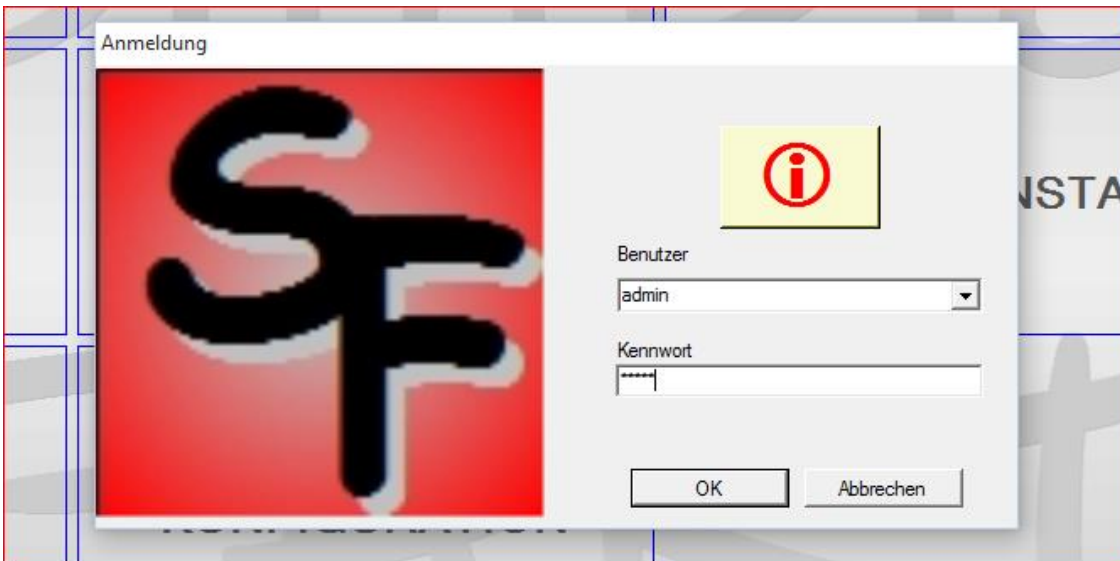 Anmeldung
SF
NSTA
Benutzer
admin
Kennwort
*****
OK
Abbrechen